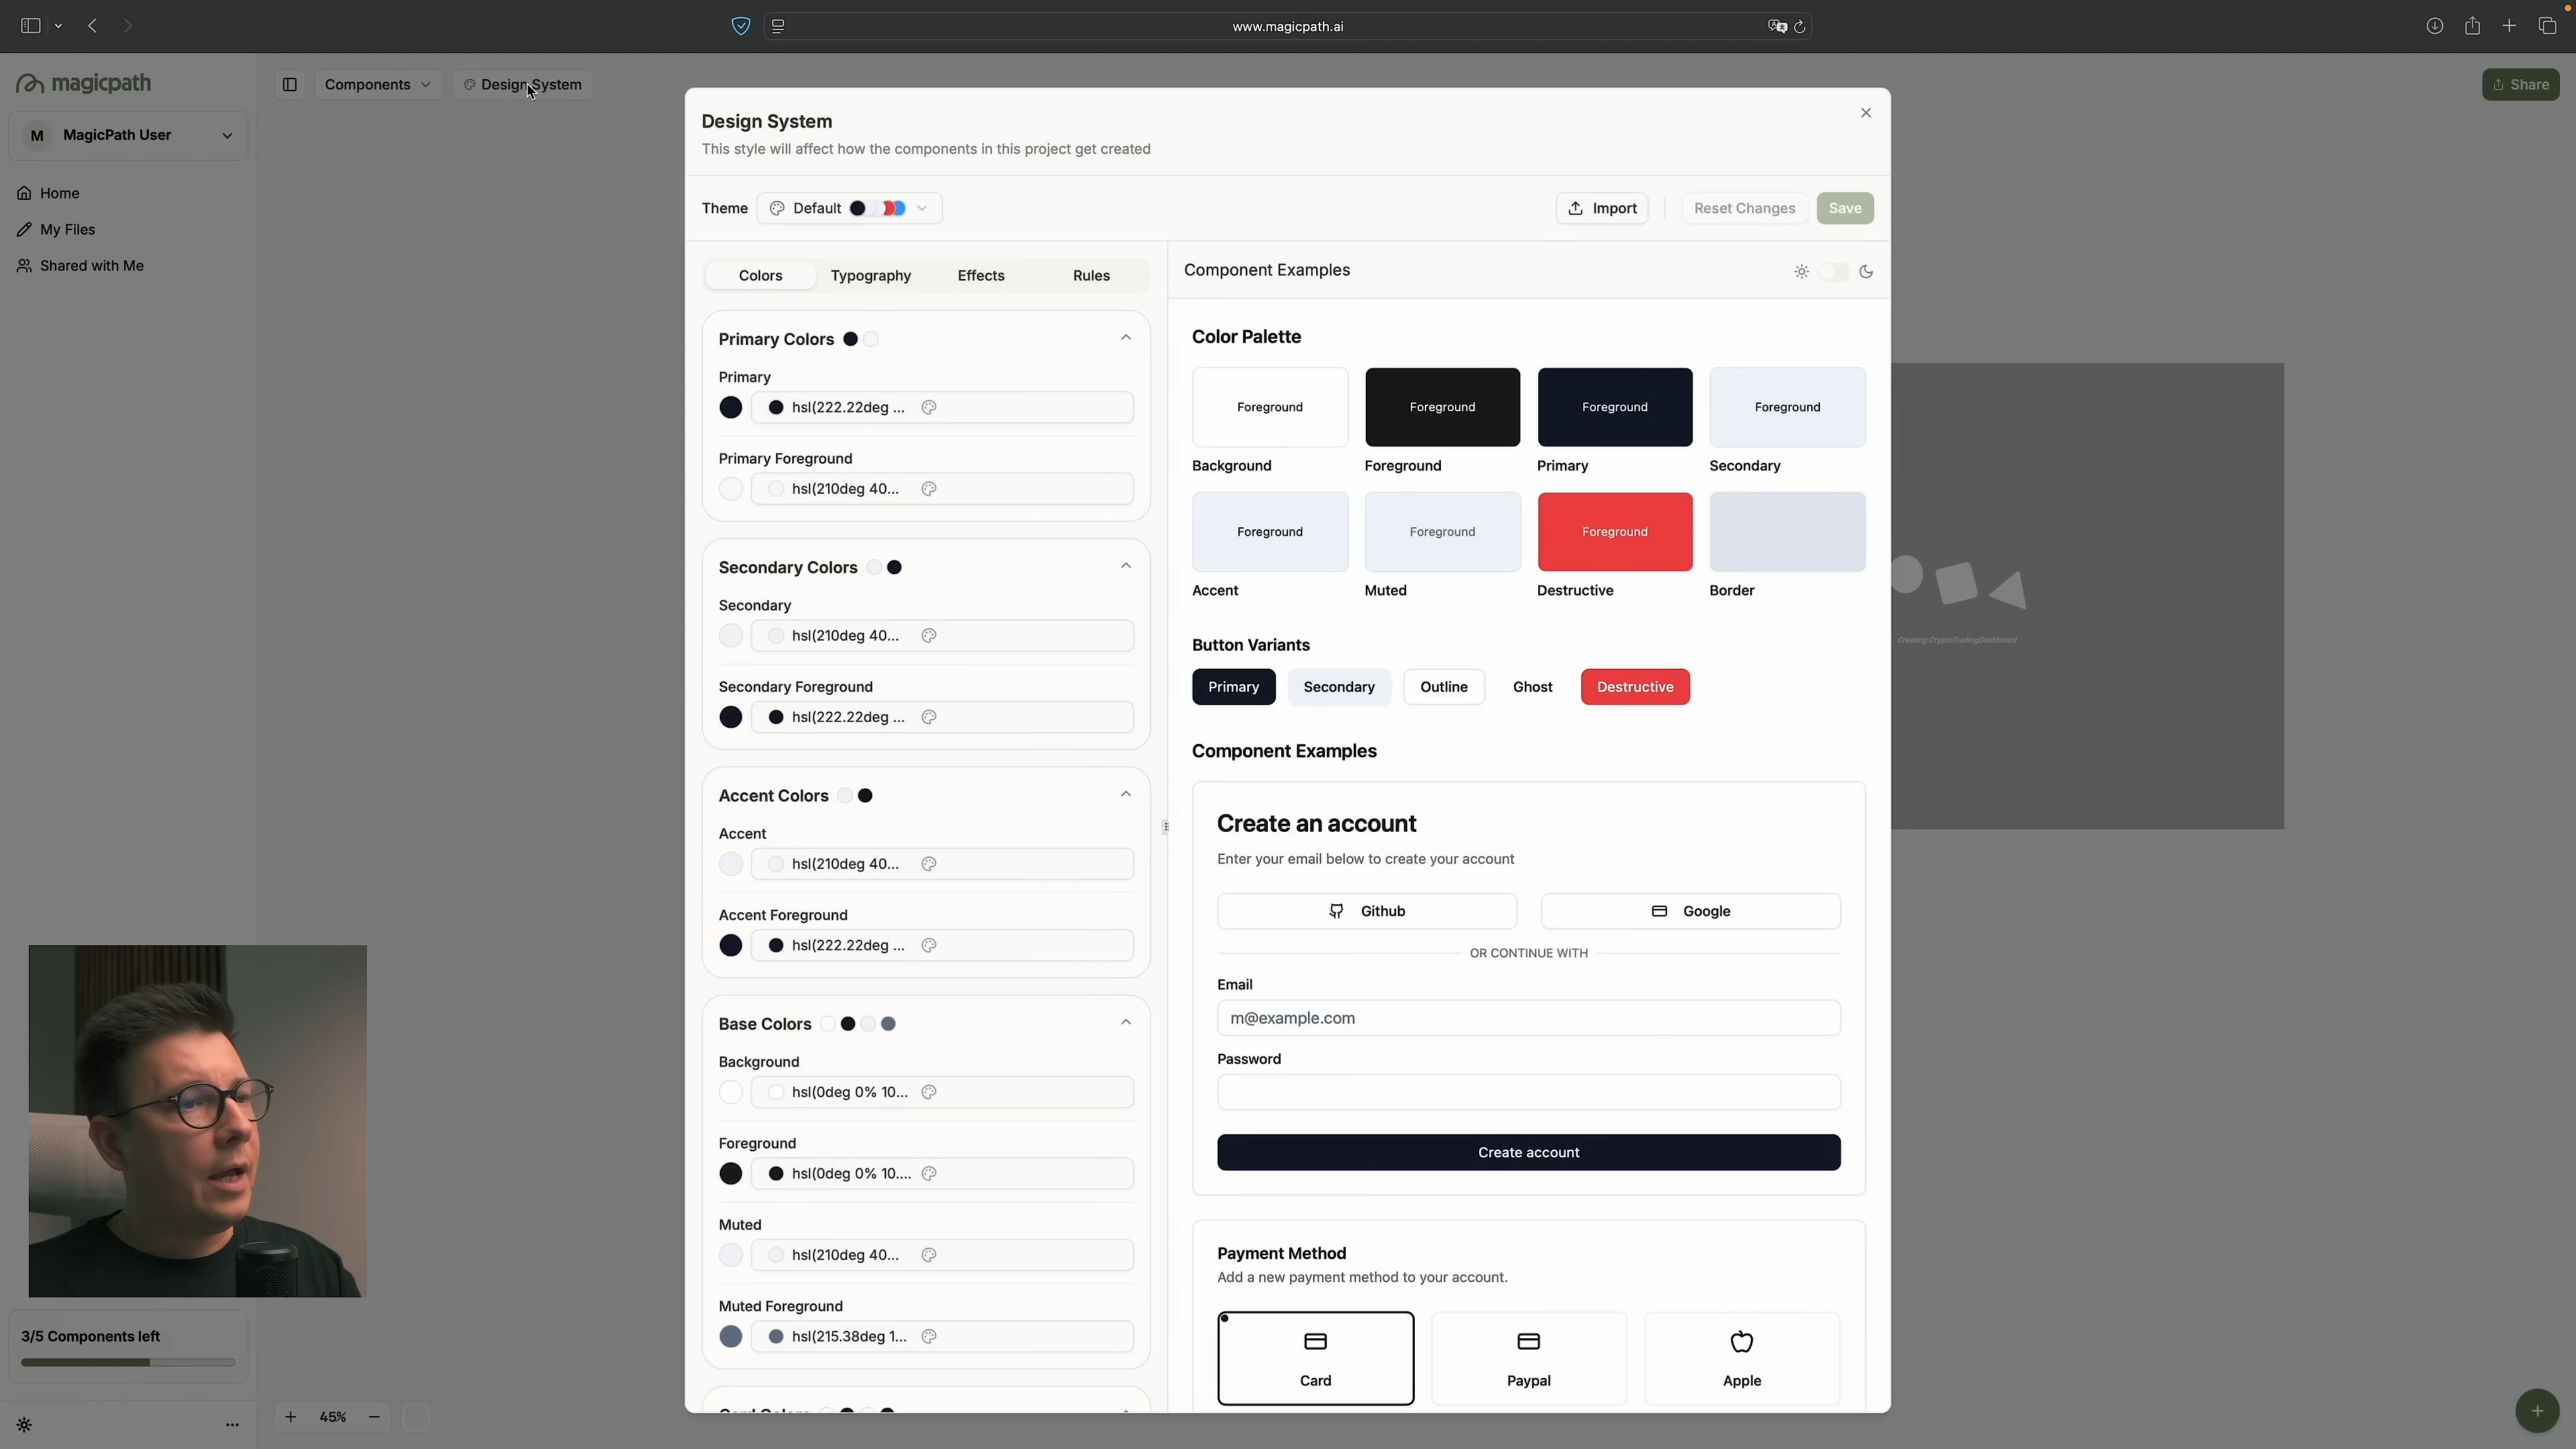 www.magicpath.ai
magicpath
Components
Design System
Share
M MagicPath User
Home
My Files
Shared with Me
3/5 Components left
45%
Design System
This style will affect how the components in this project get created
Theme
Default
Import
Reset Changes
Save
Colors
Typography
Effects
Rules
Primary Colors
Primary
hsl(222.22deg ...
Primary Foreground
hsl(210deg 40...
Secondary Colors
Secondary
hsl(210deg 40...
Secondary Foreground
hsl(222.22deg ...
Accent Colors
Accent
hsl(210deg 40...
Accent Foreground
hsl(222.22deg ...
Base Colors
Background
hsl(0deg 0% 10...
Foreground
hsl(0deg 0% 10....
Muted
hsl(210deg 40...
Muted Foreground
hsl(215.38deg 1...
Component Examples
Color Palette
Foreground
Foreground
Foreground
Foreground
Background
Foreground
Primary
Secondary
Foreground
Foreground
Foreground
Accent
Muted
Destructive
Border
Button Variants
Primary
Secondary
Outline
Ghost
Destructive
Component Examples
Create an account
Enter your email below to create your account
Github
Google
OR CONTINUE WITH
Email
m@example.com
Password
Create account
Payment Method
Add a new payment method to your account.
Card
Paypal
Apple
Creating CryptoTradingDashboard